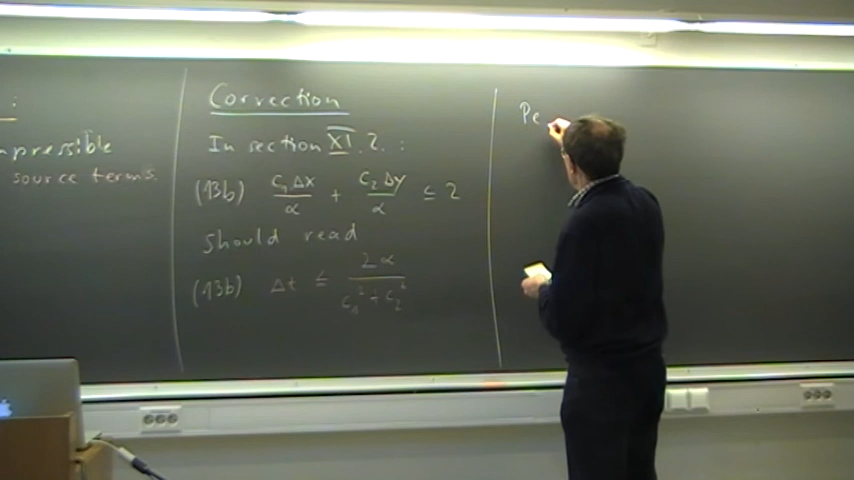 :
mpressible
source terms.
Correction
In section XI.2. :
(13b) c₁Δx/α + c₂Δy/α ≤ 2
should read
(13b) Δt ≤ 2α/(c₁² + c₂²)
Pe